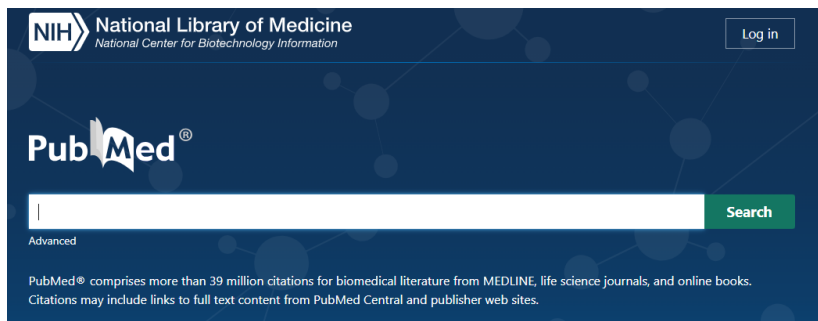 NIH National Library of Medicine
National Center for Biotechnology Information
Log in
PubMed®
Search
Advanced
PubMed® comprises more than 39 million citations for biomedical literature from MEDLINE, life science journals, and online books.
Citations may include links to full text content from PubMed Central and publisher web sites.